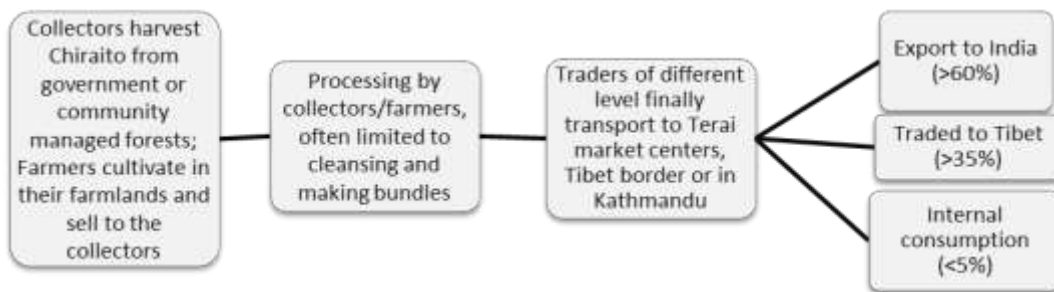 Collectors harvest
Chiraito from
government or
community
managed forests;
Farmers cultivate in
their farmlands and
sell to the
collectors
Processing by
collectors/farmers,
often limited to
cleansing and
making bundles
Traders of different
level finally
transport to Terai
market centers,
Tibet border or in
Kathmandu
Export to India
(>60%)
Traded to Tibet
(>35%)
Internal
consumption
(<5%)